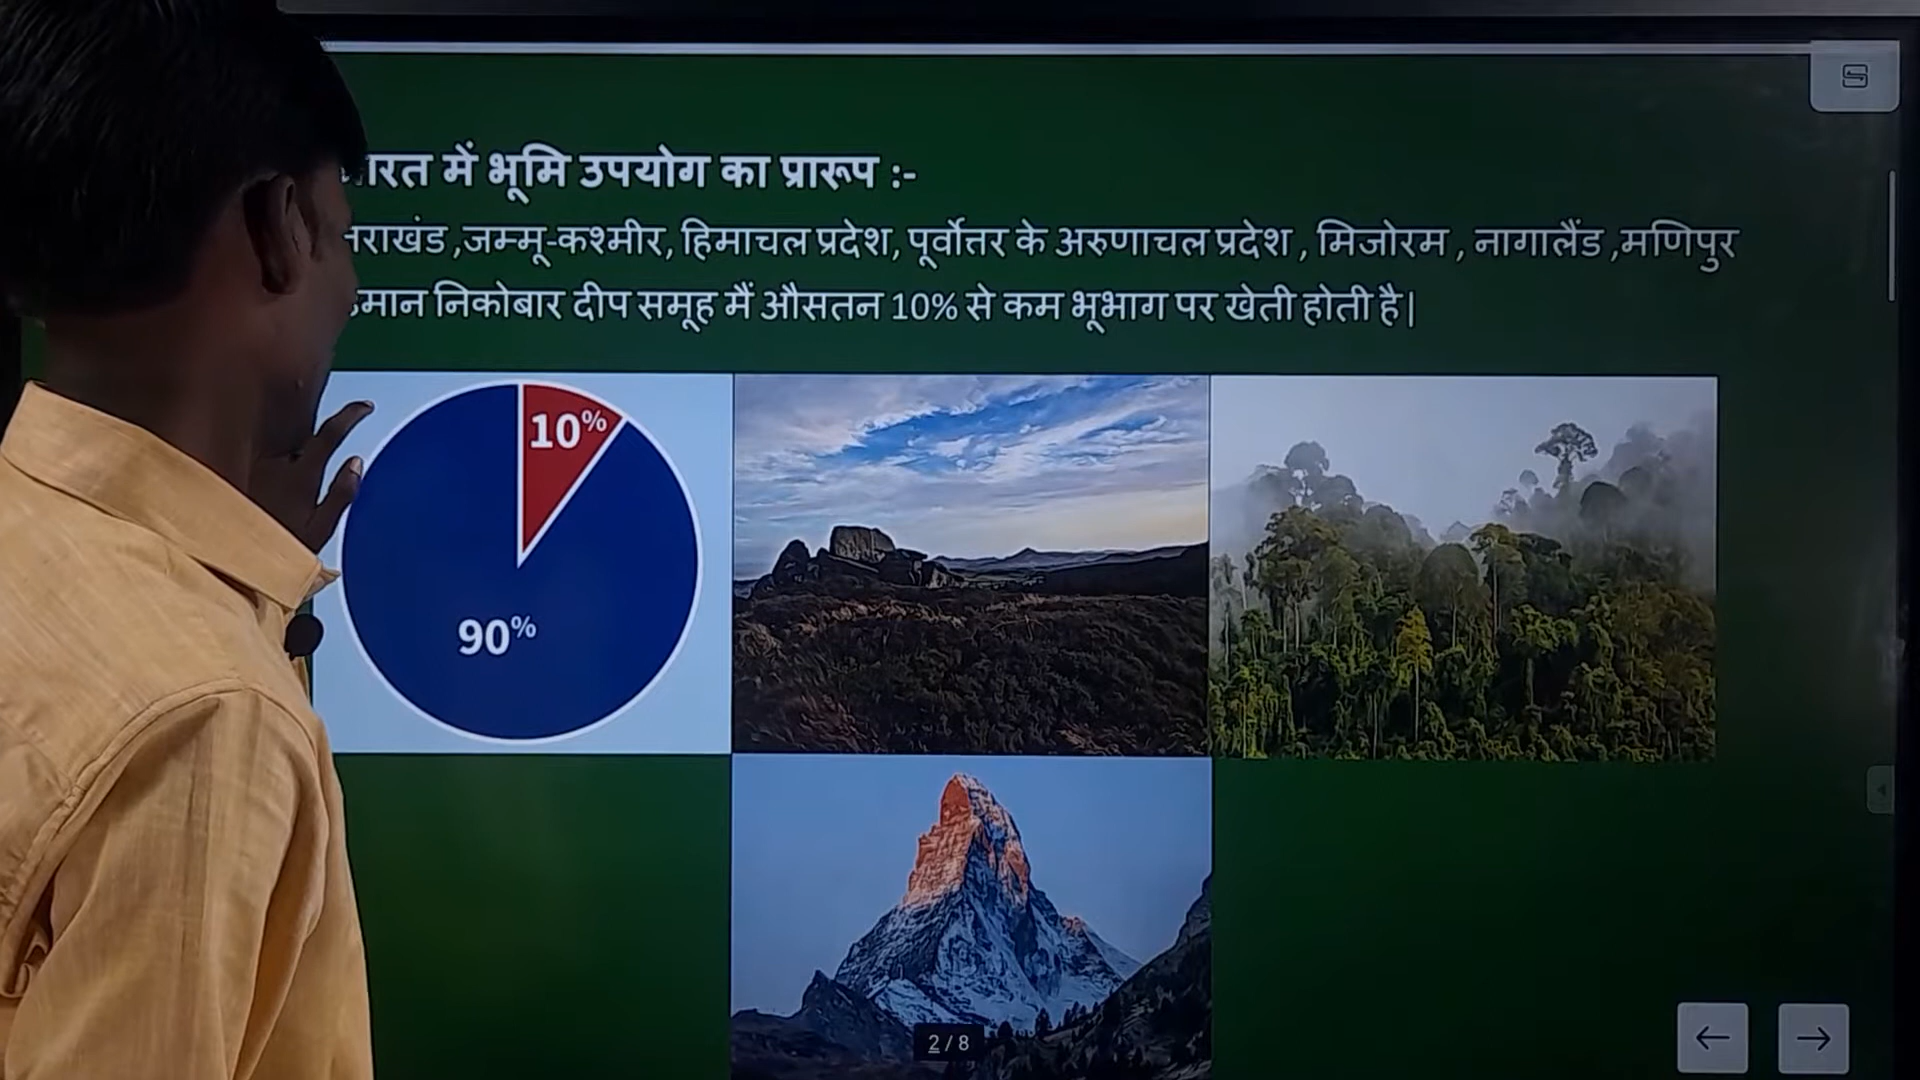 में भूमि उपयोग का प्रारूप :-
,जम्मू-कश्मीर, हिमाचल प्रदेश, पूर्वोत्तर के अरुणाचल प्रदेश , मिजोरम , नागालैंड ,मणिपुर
निकोबार दीप समूह मैं औसतन 10% से कम भूभाग पर खेती होती है|
10%
90%
2 / 8